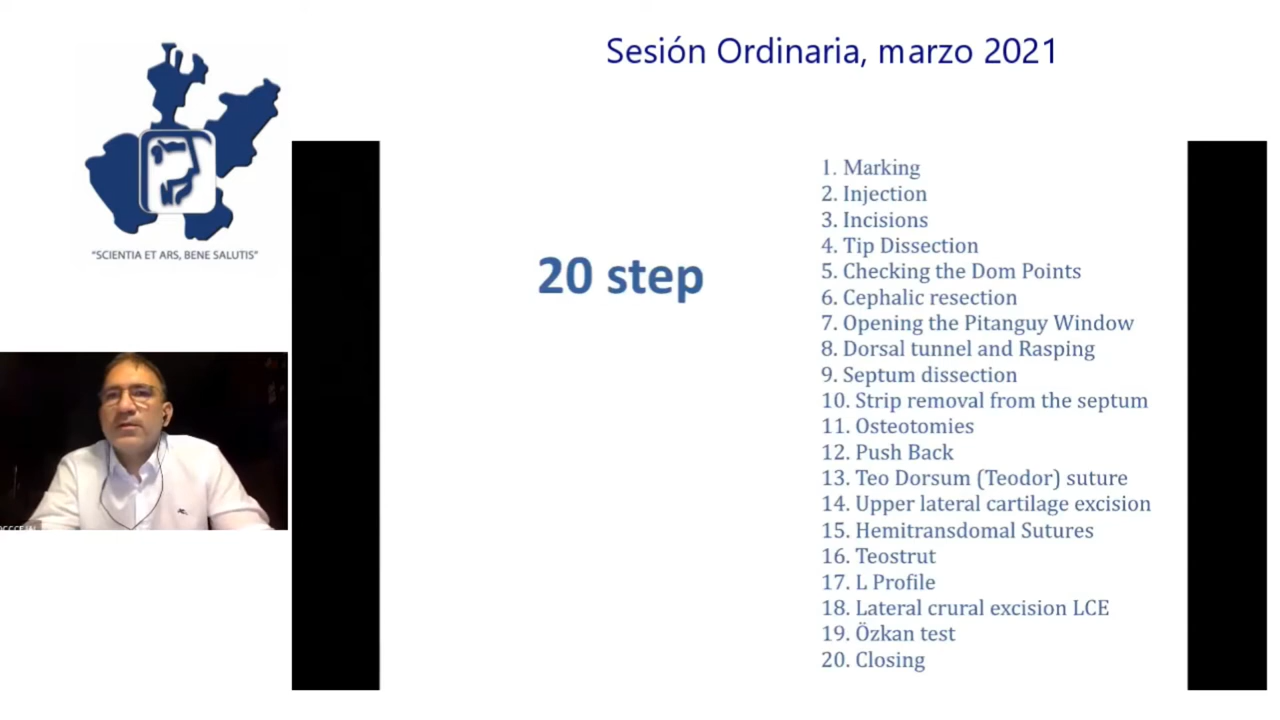 Sesión Ordinaria, marzo 2021
"SCIENTIA ET ARS, BENE SALUTIS"
20 step
1. Marking
2. Injection
3. Incisions
4. Tip Dissection
5. Checking the Dom Points
6. Cephalic resection
7. Opening the Pitanguy Window
8. Dorsal tunnel and Rasping
9. Septum dissection
10. Strip removal from the septum
11. Osteotomies
12. Push Back
13. Teo Dorsum (Teodor) suture
14. Upper lateral cartilage excision
15. Hemitransdomal Sutures
16. Teostrut
17. L Profile
18. Lateral crural excision LCE
19. Özkan test
20. Closing